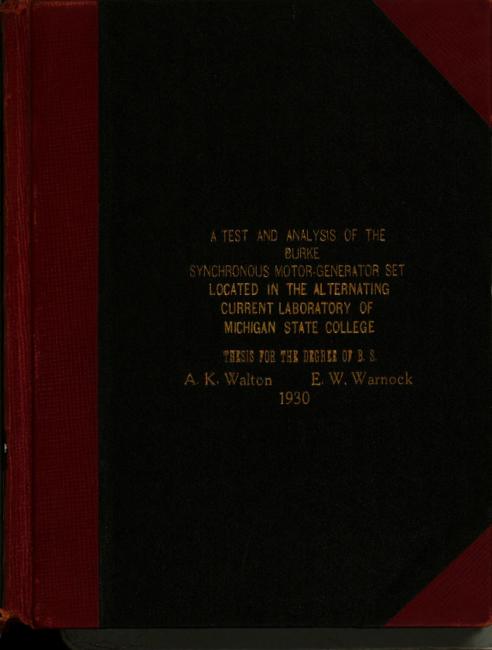 A TEST AND ANALYSIS OF THE
BURKE
SYNCHRONOUS MOTOR-GENERATOR SET
LOCATED IN THE ALTERNATING
CURRENT LABORATORY OF
MICHIGAN STATE COLLEGE
THESIS FOR THE DEGREE OF B. S.
A. K. Walton E. W. Warnock
1930